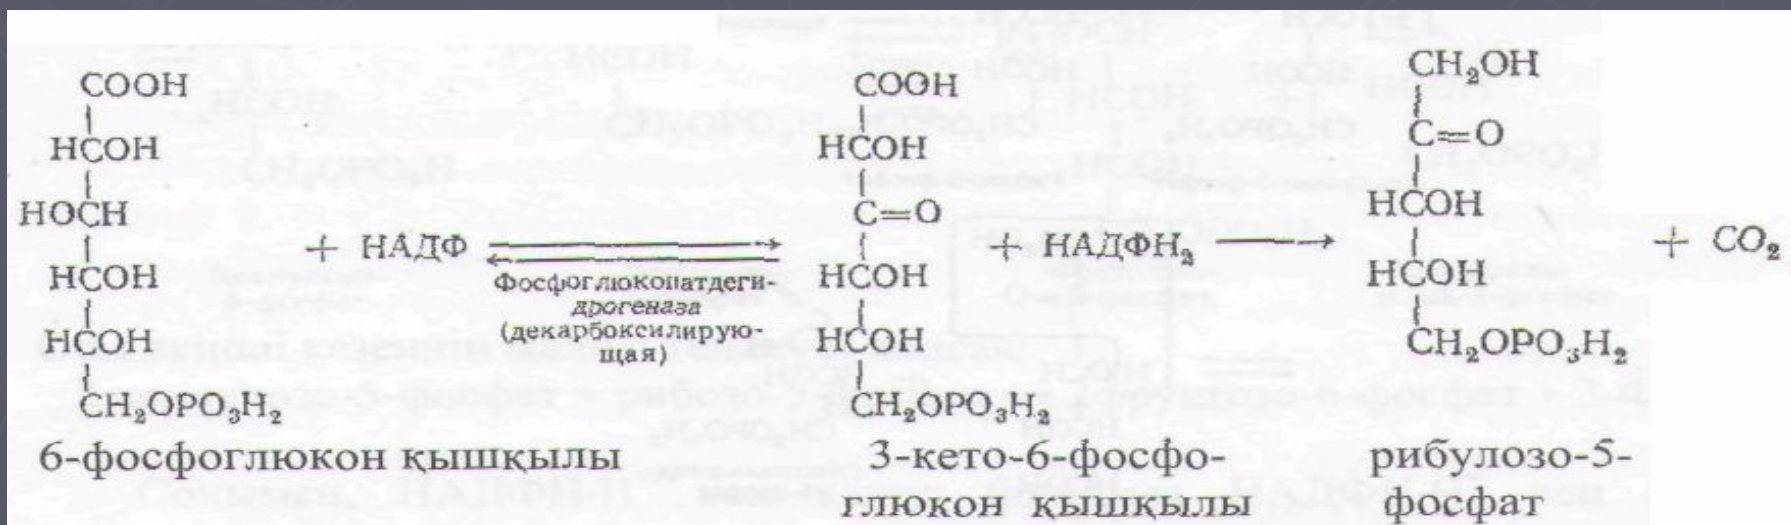 COOH
HCOH
HOCH
HCOH
HCOH
CH₂OPO₃H₂
6-фосфоглюкон қышқылы
+ НАДФ
Фосфоглюкопатдеги-
дрогеназа
(декарбоксилирую-
щая)
COOH
HCOH
C=O
HCOH
HCOH
CH₂OPO₃H₂
3-кето-6-фосфо-
глюкон қышқылы
+ НАДФН₂
CH₂OH
C=O
HCOH
HCOH
CH₂OPO₃H₂
рибулозо-5-
фосфат
+ CO₂